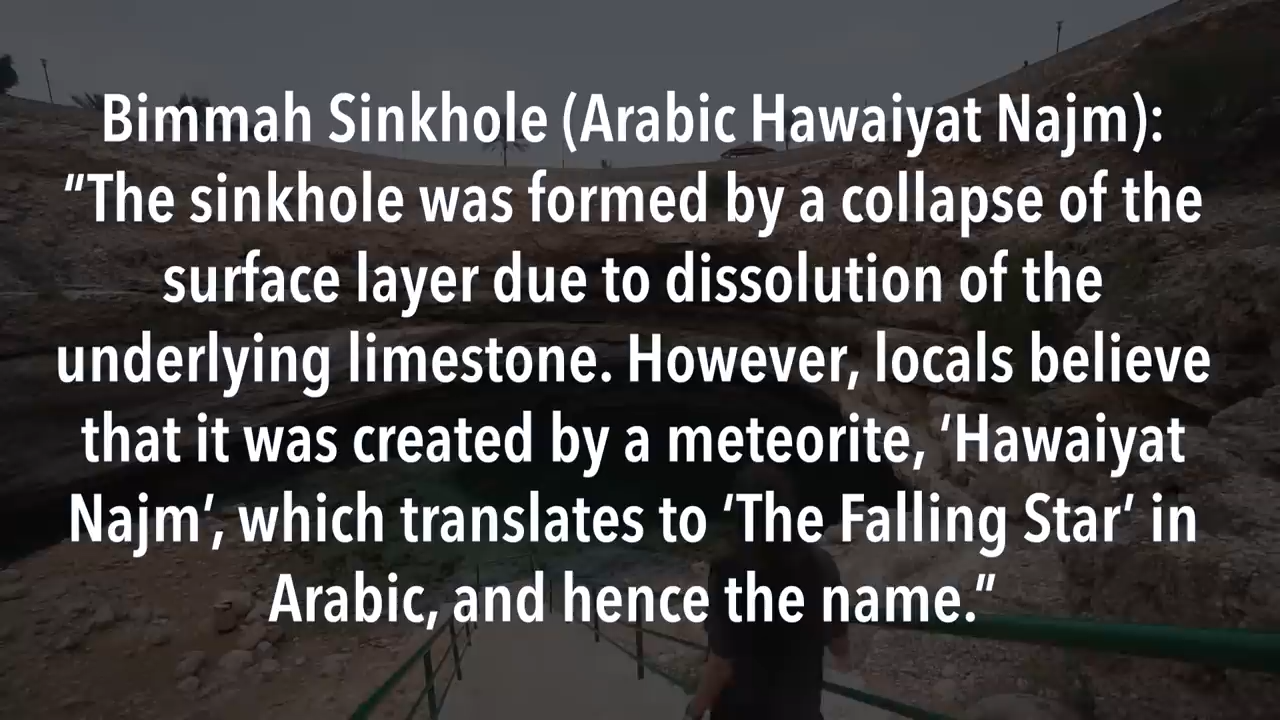 Bimmah Sinkhole (Arabic Hawaiyat Najm):
“The sinkhole was formed by a collapse of the
surface layer due to dissolution of the
underlying limestone. However, locals believe
that it was created by a meteorite, ‘Hawaiyat
Najm’, which translates to ‘The Falling Star’ in
Arabic, and hence the name.”